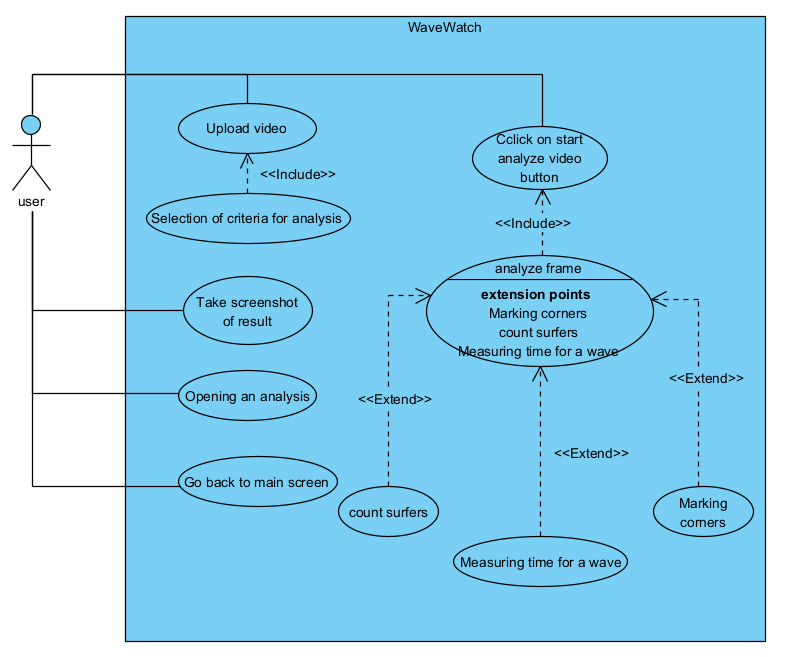 WaveWatch
user
Upload video
<<Include>>
Selection of criteria for analysis
Cclick on start
analyze video
button
<<Include>>
analyze frame
extension points
Marking corners
count surfers
Measuring time for a wave
Take screenshot
of result
Opening an analysis
Go back to main screen
<<Extend>>
<<Extend>>
<<Extend>>
count surfers
Measuring time for a wave
Marking
corners